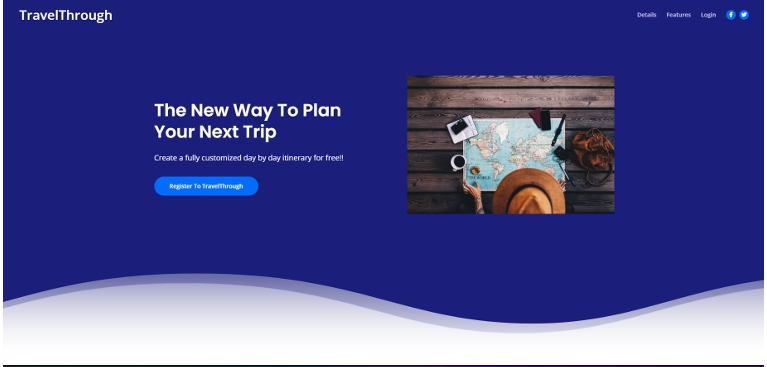 TravelThrough
Details Features Login
The New Way To Plan
Your Next Trip
Create a fully customized day by day itinerary for free!!
Register To TravelThrough